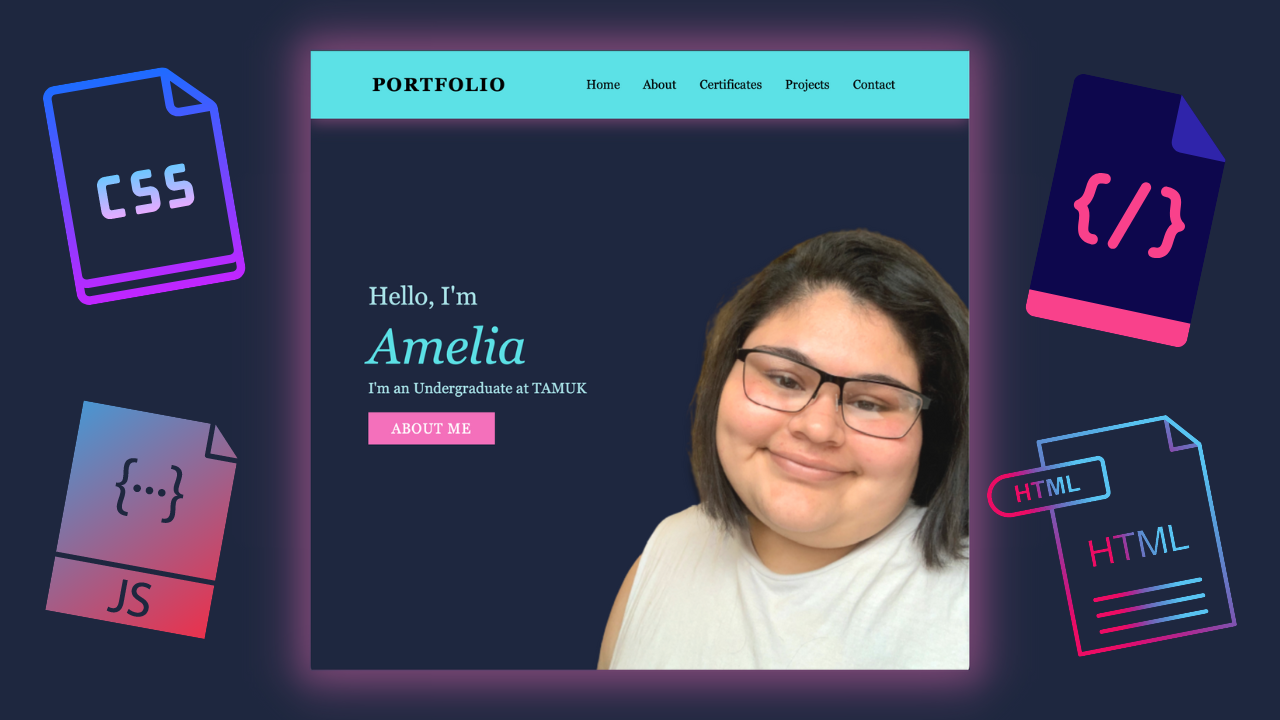 CSS
{/}
PORTFOLIO
Home About Certificates Projects Contact
Hello, I'm
Amelia
I'm an Undergraduate at TAMUK
ABOUT ME
{...}
JS
HTML
HTML